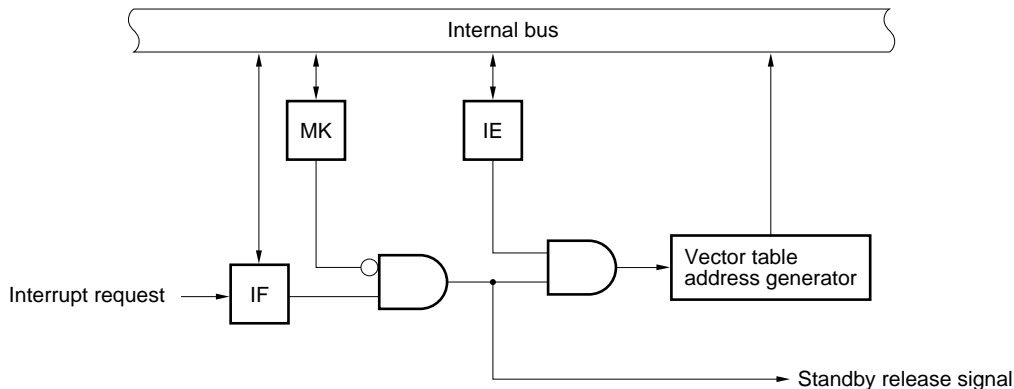 Internal bus
MK
IE
Interrupt request
IF
Vector table
address generator
Standby release signal